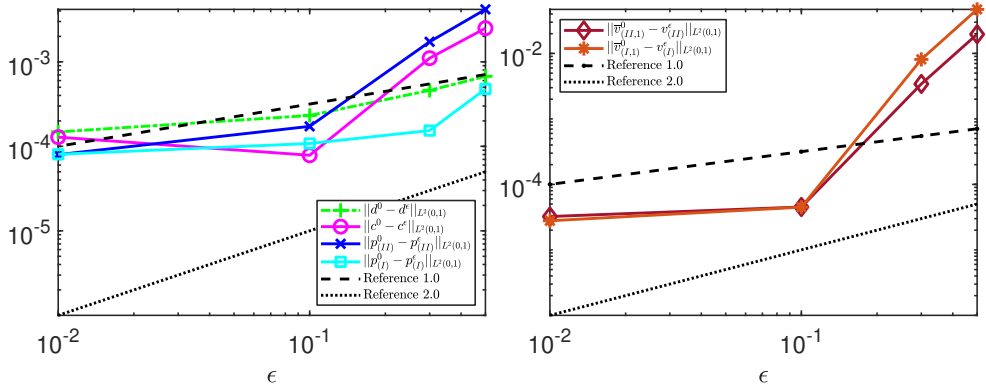 10^{-3}
10^{-4}
10^{-5}
||d^0 − d^ϵ||_{L^2(0,1)}
||c^0 − c^ϵ||_{L^2(0,1)}
||p^0_{(II)} − p^ϵ_{(II)}||_{L^2(0,1)}
||p^0_{(I)} − p^ϵ_{(I)}||_{L^2(0,1)}
Reference 1.0
Reference 2.0
10^{-2}
10^{-1}
ϵ
10^{-2}
10^{-4}
||\overline{v}^0_{(II,1)} − v^ϵ_{(II)}||_{L^2(0,1)}
||\overline{v}^0_{(I,1)} − v^ϵ_{(I)}||_{L^2(0,1)}
Reference 1.0
Reference 2.0
10^{-2}
10^{-1}
ϵ